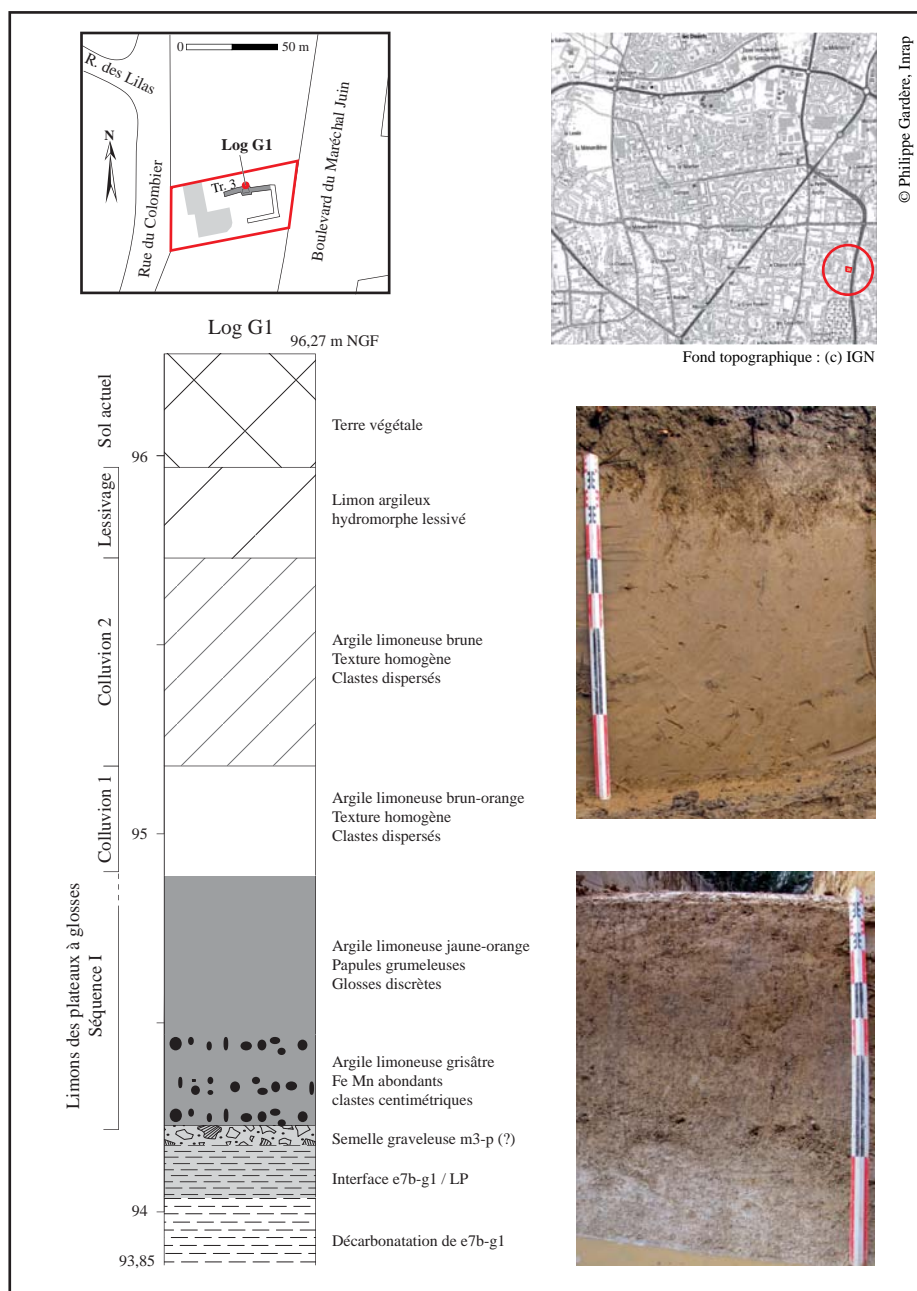 0 50 m
R. des Lilas
N
Log G1
Tr. 3
Rue du Colombier
Boulevard du Maréchal Juin
© Philippe Gardère, Inrap
Fond topographique : (c) IGN
Log G1
96,27 m NGF
Sol actuel
Terre végétale
96
Lessivage
Limon argileux
hydromorphe lessivé
Colluvion 2
Argile limoneuse brune
Texture homogène
Clastes dispersés
Colluvion 1
Argile limoneuse brun-orange
Texture homogène
Clastes dispersés
95
Limons des plateaux à glosses
Séquence I
Argile limoneuse jaune-orange
Papules grumeleuses
Glosses discrètes
Argile limoneuse grisâtre
Fe Mn abondants
clastes centimétriques
Semelle graveleuse m3-p (?)
Interface e7b-g1 / LP
94
Décarbonatation de e7b-g1
93,85